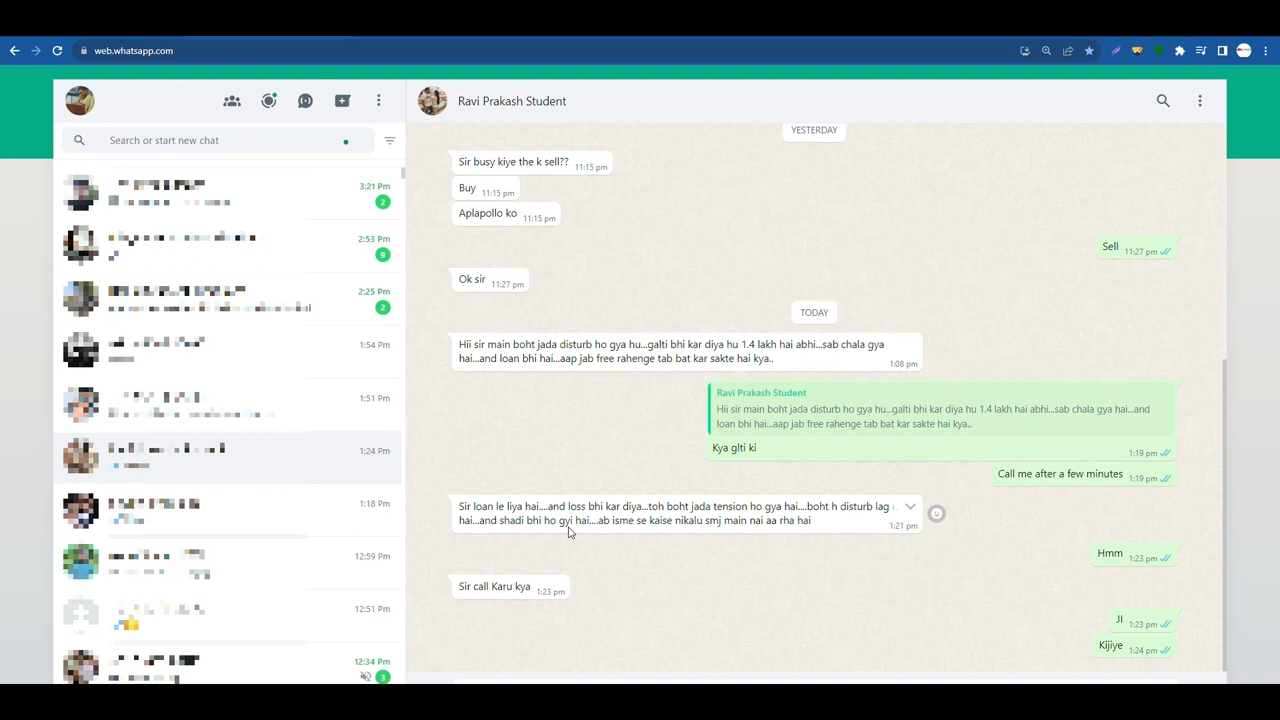 web.whatsapp.com
Ravi Prakash Student
Search or start new chat
3:21 Pm
2
2:53 Pm
9
2:25 Pm
2
1:54 Pm
1:51 Pm
1:24 Pm
1:18 Pm
12:59 Pm
12:51 Pm
12:34 Pm
3
YESTERDAY
Sir busy kiye the k sell?? 11:15 pm
Buy 11:15 pm
Aplapollo ko 11:15 pm
Sell 11:27 pm
Ok sir 11:27 pm
TODAY
Hii sir main boht jada disturb ho gya hu...galti bhi kar diya hu 1.4 lakh hai abhi...sab chala gya
hai...and loan bhi hai...aap jab free rahenge tab bat kar sakte hai kya..
1:08 pm
Ravi Prakash Student
Hii sir main boht jada disturb ho gya hu...galti bhi kar diya hu 1.4 lakh hai abhi...sab chala gya hai...and
loan bhi hai...aap jab free rahenge tab bat kar sakte hai kya..
Kya glti ki 1:19 pm
Call me after a few minutes 1:19 pm
Sir loan le liya hai....and loss bhi kar diya...toh boht jada tension ho gya hai....boht h disturb lag
hai...and shadi bhi ho gyi hai....ab isme se kaise nikalu smj main nai aa rha hai 1:21 pm
Hmm 1:23 pm
Sir call Karu kya 1:23 pm
JI 1:23 pm
Kijiye 1:24 pm